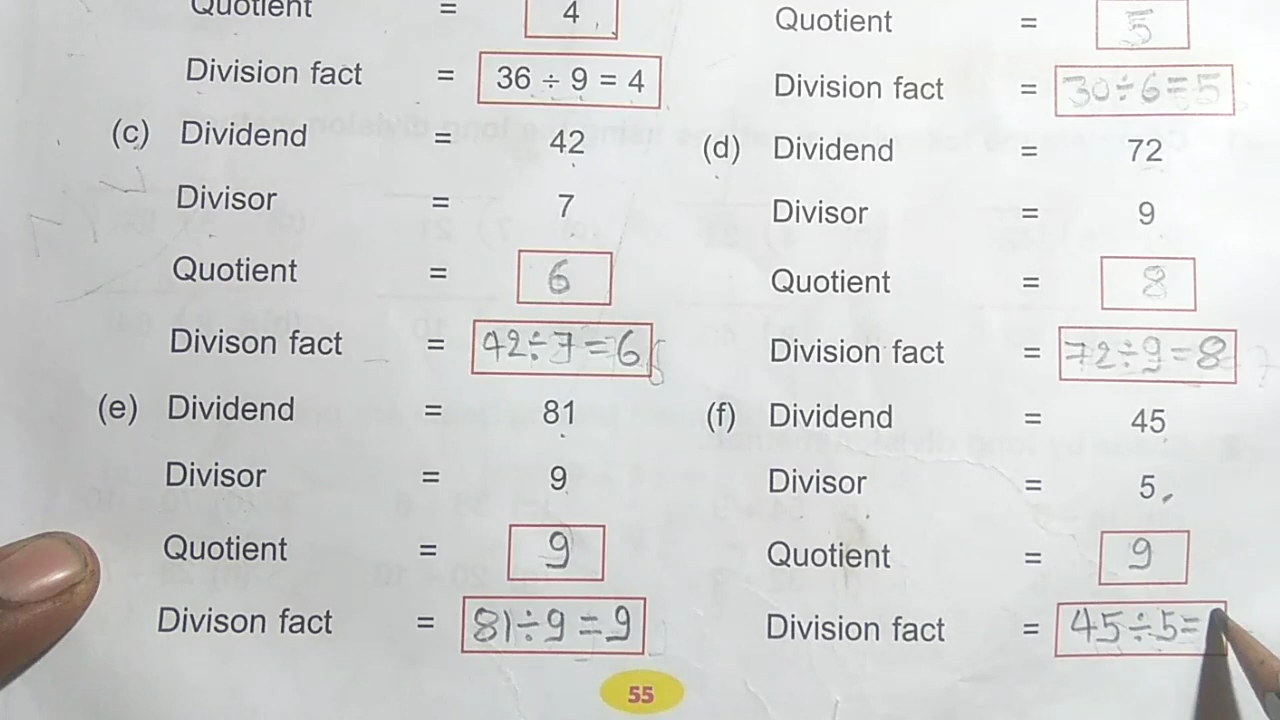 Quotient = 4
Division fact = 36 ÷ 9 = 4
(c) Dividend = 42
Divisor = 7
Quotient = 6
Divison fact = 42÷7=6
(e) Dividend = 81
Divisor = 9
Quotient = 9
Divison fact = 81÷9=9
Quotient = 5
Division fact = 30÷6=5
(d) Dividend = 72
Divisor = 9
Quotient = 8
Division fact = 72÷9=8
(f) Dividend = 45
Divisor = 5
Quotient = 9
Division fact = 45÷5=
55